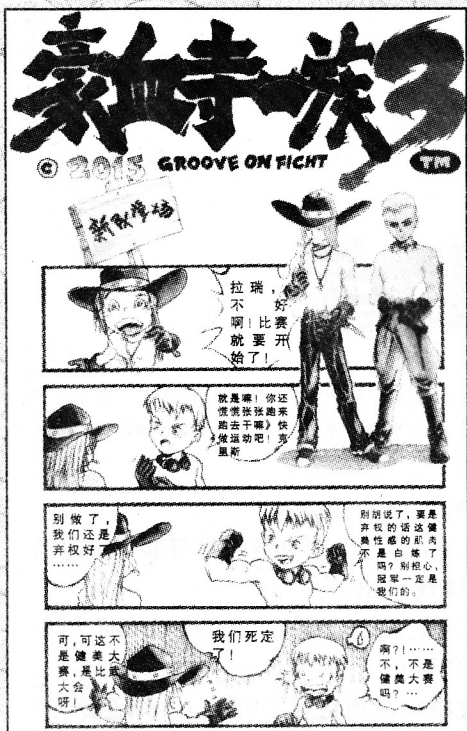 豪血寺一族3
© 2015 GROOVE ON FICHT TM
拉瑞，
不好
啊！比赛
就要开
始了！
就是嘛！你还
慌慌张张跑来
跑去干嘛》快
做运动吧！克
里斯
别做了，
我们还是
弃权好了
……
别胡说了，要是
弃权的话这健
美性感的肌肉
不是白练了
吗？别担心，
冠军一定是
我们的。
可，可这不
是健美大
赛，是比武
大会
呀！
我们死定
了！
啊？！……
不，不是
健美大赛
吗？…